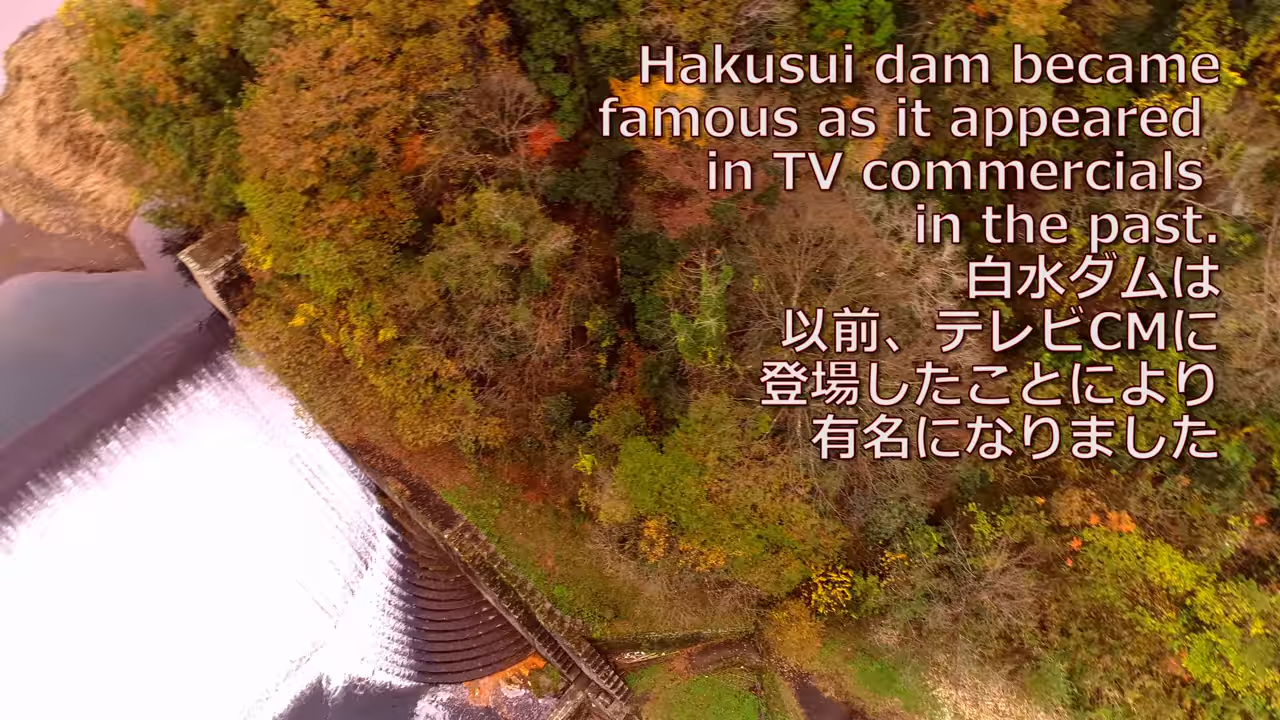 Hakusui dam became
famous as it appeared
in TV commercials
in the past.
白水ダムは
以前、テレビCMに
登場したことにより
有名になりました